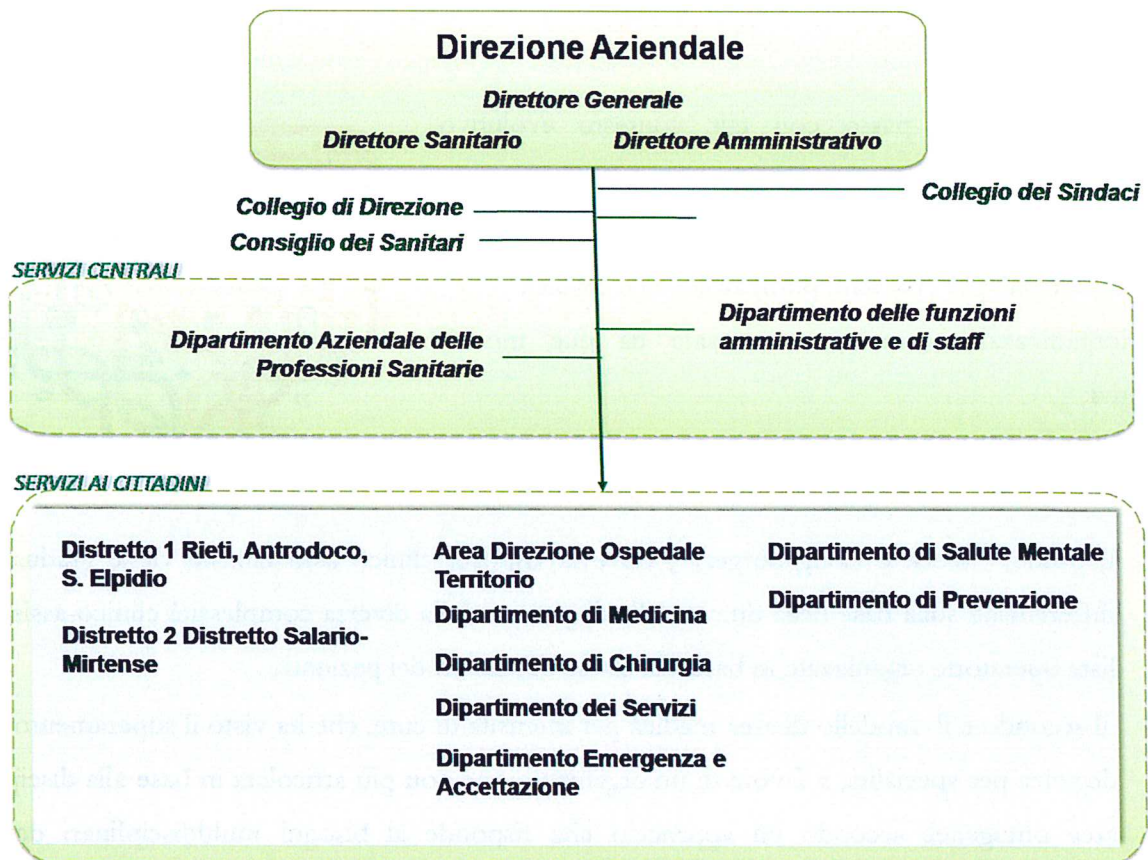 Direzione Aziendale
Direttore Generale
Direttore Sanitario Direttore Amministrativo
Collegio dei Sindaci
Collegio di Direzione
Consiglio dei Sanitari
SERVIZI CENTRALI
Dipartimento delle funzioni
amministrative e di staff
Dipartimento Aziendale delle
Professioni Sanitarie
SERVIZI AI CITTADINI
Distretto 1 Rieti, Antrodoco,
S. Elpidio
Distretto 2 Distretto Salario-
Mirtense
Area Direzione Ospedale
Territorio
Dipartimento di Medicina
Dipartimento di Chirurgia
Dipartimento dei Servizi
Dipartimento Emergenza e
Accettazione
Dipartimento di Salute Mentale
Dipartimento di Prevenzione